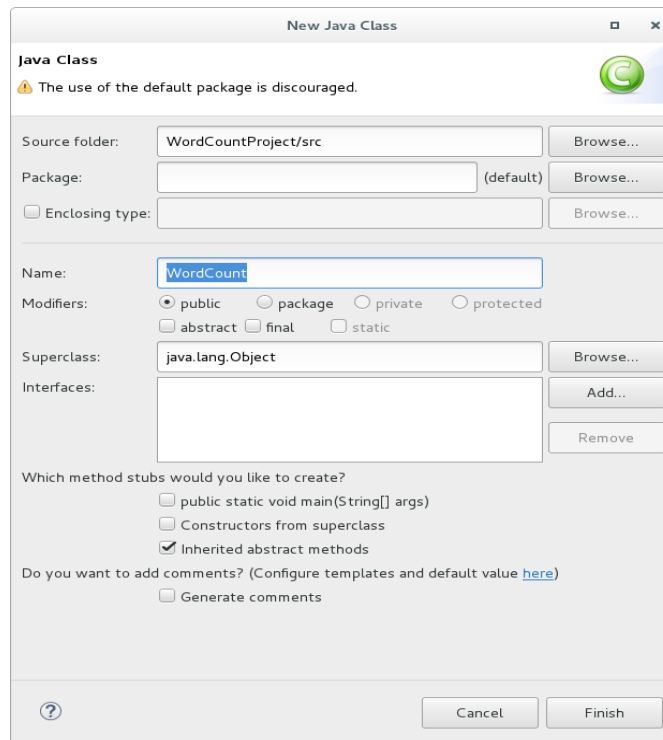 New Java Class
Java Class
The use of the default package is discouraged.
Source folder: WordCountProject/src Browse...
Package: (default) Browse...
Enclosing type: Browse...
Name: WordCount
Modifiers: public package private protected
abstract final static
Superclass: java.lang.Object Browse...
Interfaces: Add...
Remove
Which method stubs would you like to create?
public static void main(String[] args)
Constructors from superclass
Inherited abstract methods
Do you want to add comments? (Configure templates and default value here)
Generate comments
? Cancel Finish